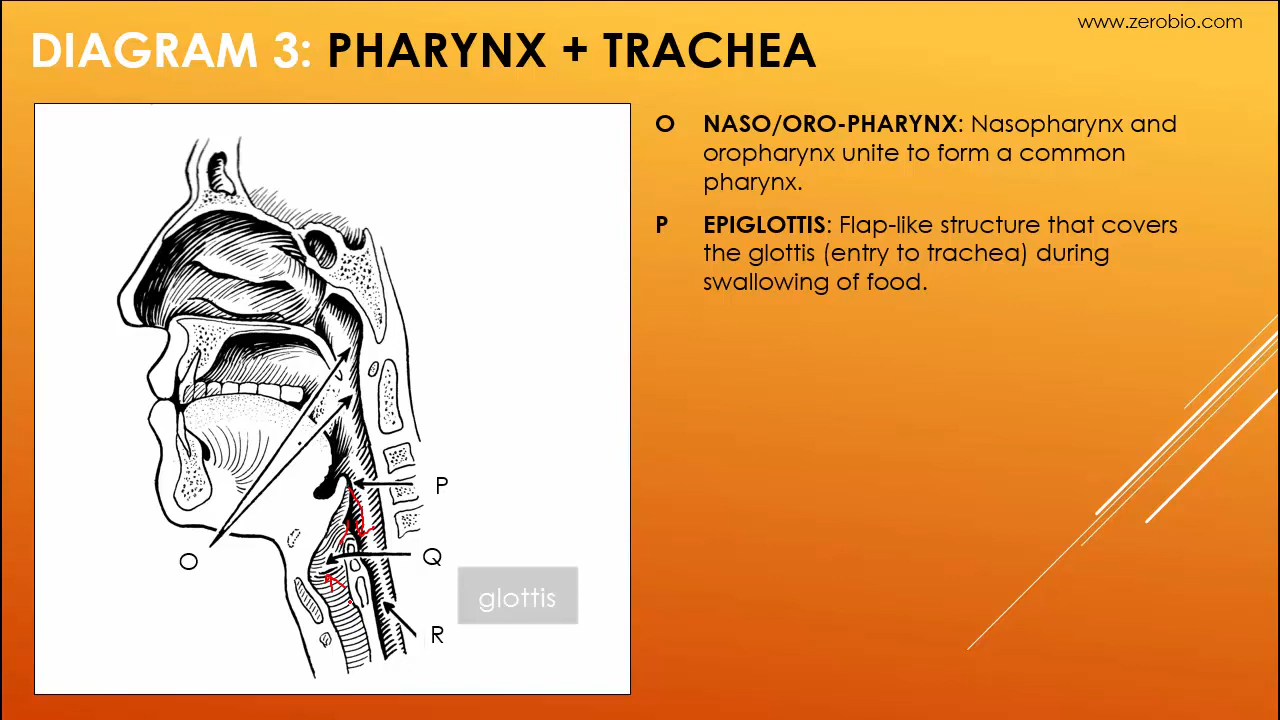 www.zerobio.com
DIAGRAM 3: PHARYNX + TRACHEA
O NASO/ORO-PHARYNX: Nasopharynx and
oropharynx unite to form a common
pharynx.
P EPIGLOTTIS: Flap-like structure that covers
the glottis (entry to trachea) during
swallowing of food.
P
Q
O
glottis
R